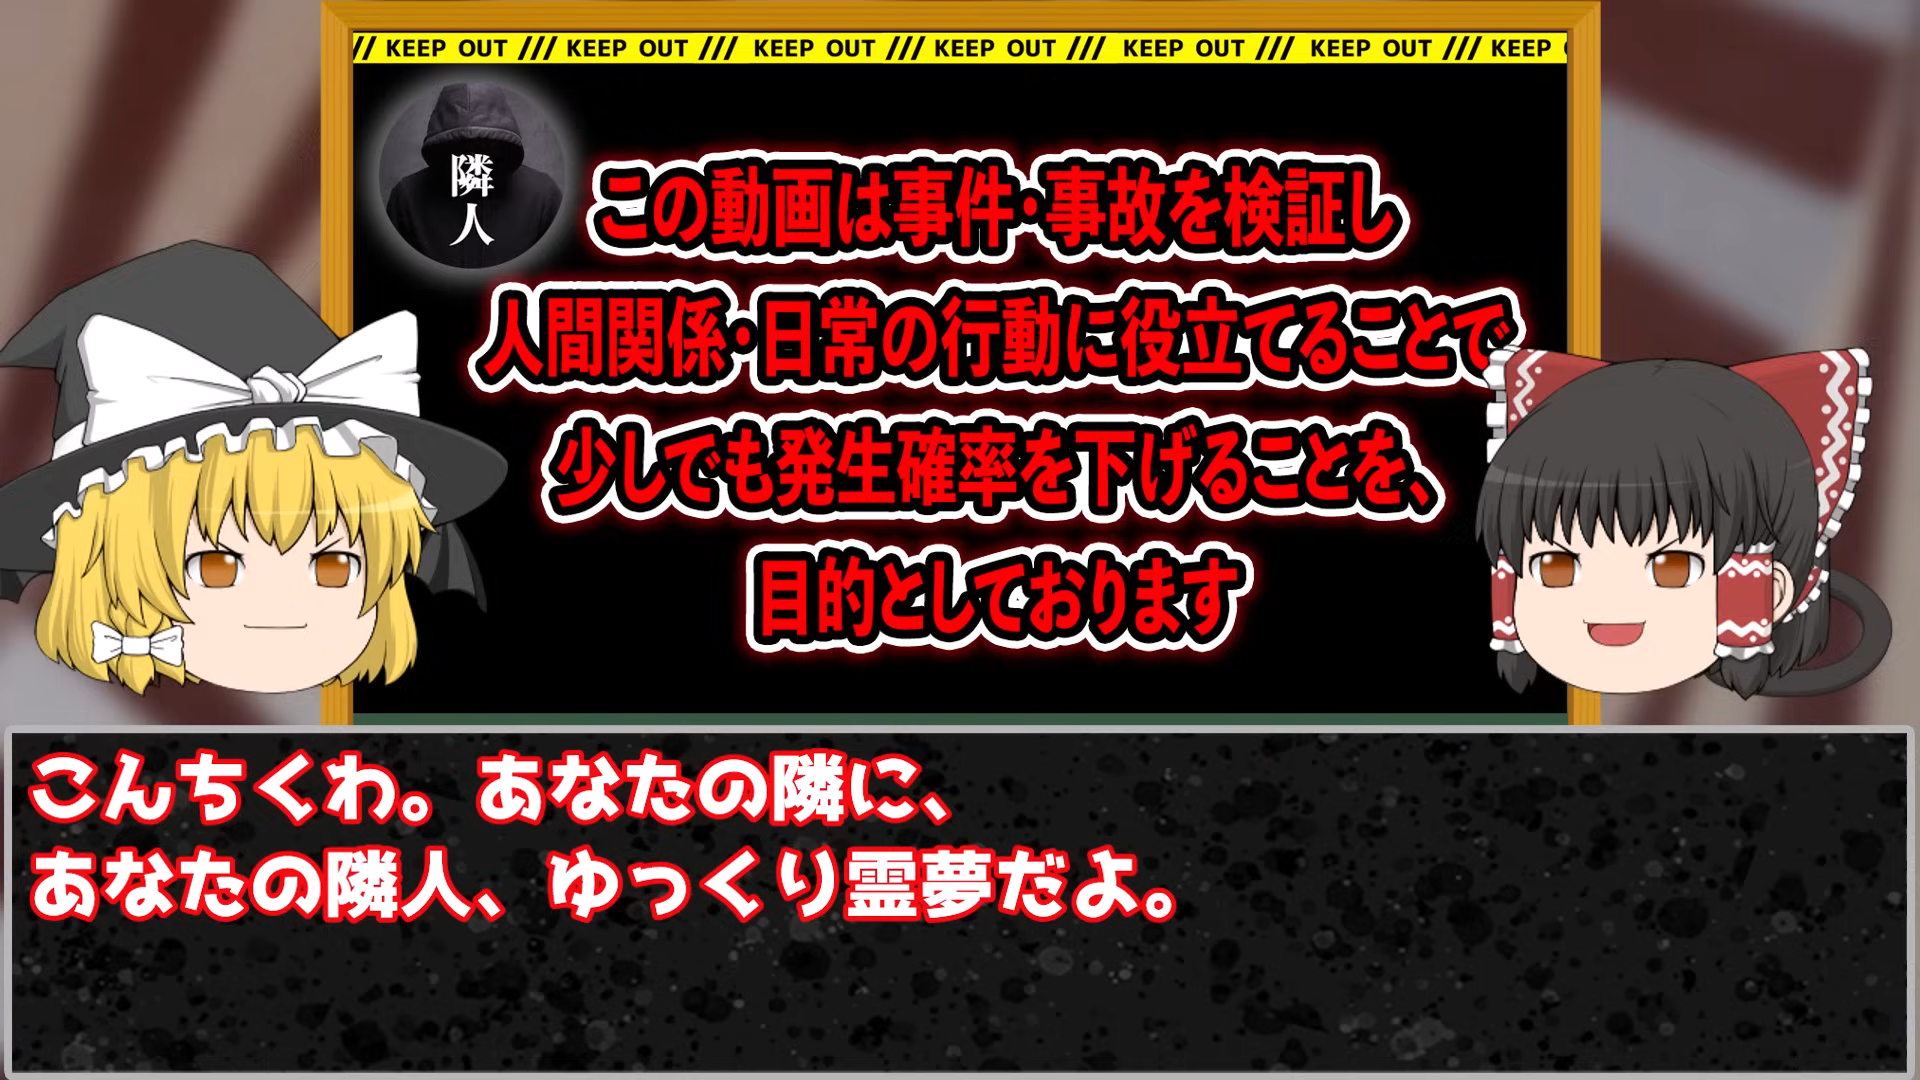 /// KEEP OUT /// KEEP OUT /// KEEP OUT /// KEEP OUT /// KEEP OUT /// KEEP OUT /// KEEP
隣人
この動画は事件・事故を検証し
人間関係・日常の行動に役立てることで
少しでも発生確率を下げることを、
目的としております
こんちくわ。あなたの隣に、
あなたの隣人、ゆっくり霊夢だよ。